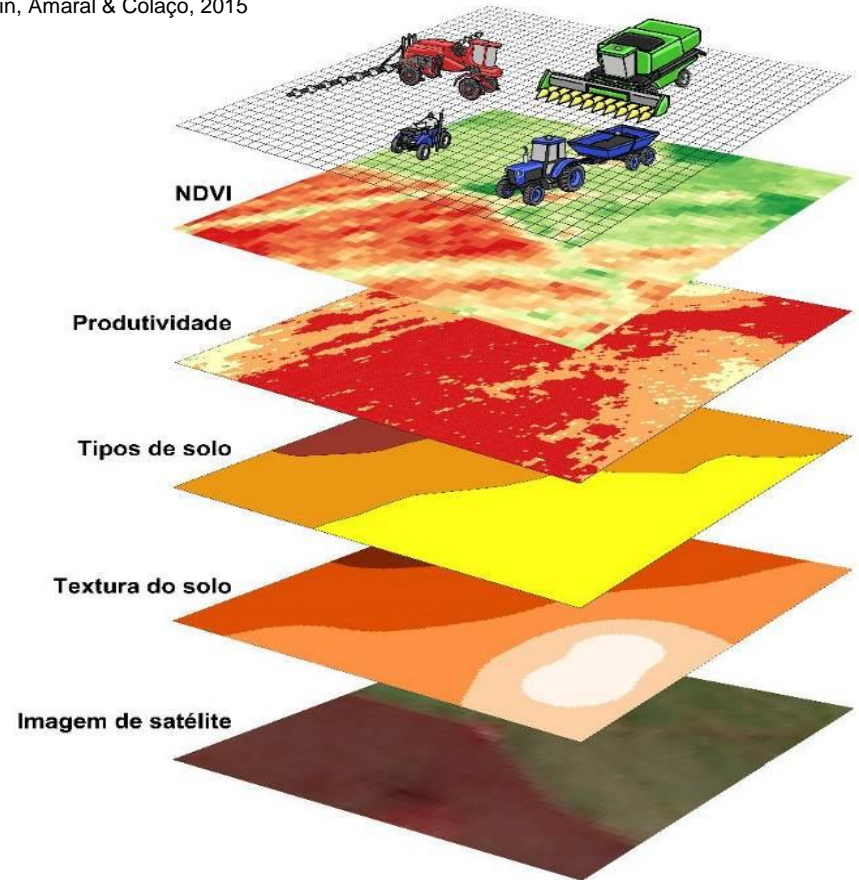 Amaral & Colaço, 2015
NDVI
Produtividade
Tipos de solo
Textura do solo
Imagem de satélite